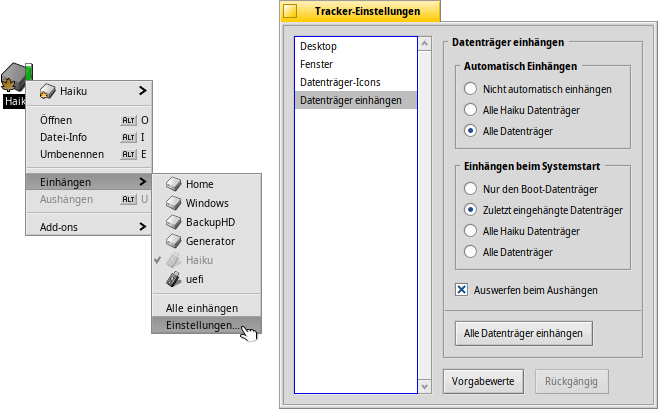 Haiku
Haiku
Öffnen ALT O
Datei-Info ALT I
Umbenennen ALT E
Einhängen
Aushängen ALT U
Add-ons
Home
Windows
BackupHD
Generator
Haiku
uefi
Alle einhängen
Einstellungen...
Tracker-Einstellungen
Desktop
Fenster
Datenträger-Icons
Datenträger einhängen
Datenträger einhängen
Automatisch Einhängen
Nicht automatisch einhängen
Alle Haiku Datenträger
Alle Datenträger
Einhängen beim Systemstart
Nur den Boot-Datenträger
Zuletzt eingehängte Datenträger
Alle Haiku Datenträger
Alle Datenträger
Auswerfen beim Aushängen
Alle Datenträger einhängen
Vorgabewerte
Rückgängig